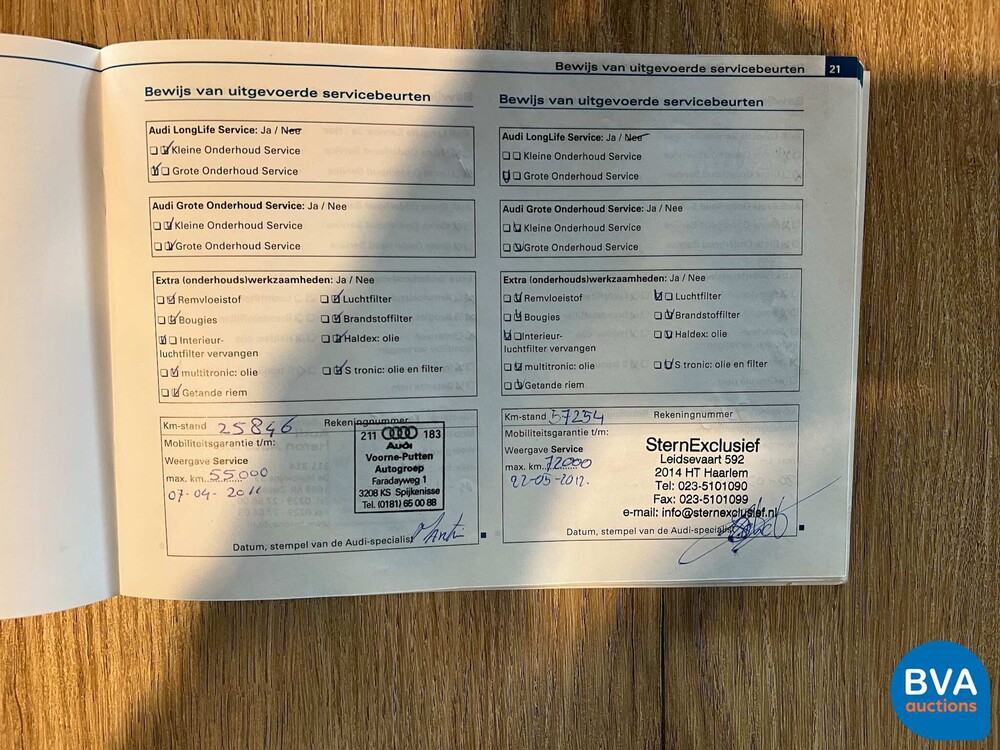 Bewijs van uitgevoerde servicebeurten 21
Bewijs van uitgevoerde servicebeurten
Audi LongLife Service: Ja / Nee
Kleine Onderhoud Service
Grote Onderhoud Service
Audi Grote Onderhoud Service: Ja / Nee
Kleine Onderhoud Service
Grote Onderhoud Service
Extra (onderhouds)werkzaamheden: Ja / Nee
Remvloeistof Luchtfilter
Bougies Brandstoffilter
Interieur- Haldex: olie
luchtfilter vervangen
multitronic: olie S tronic: olie en filter
Getande riem
Km-stand 25846 Rekeningnummer
Mobiliteitsgarantie t/m:
Weergave Service
max. km. 55000
07-04-2011
211 183
Audi
Voorne-Putten
Autogroep
Faradayweg 1
3208 KS Spijkenisse
Tel. (0181) 65 00 88
Datum, stempel van de Audi-specialist
Bewijs van uitgevoerde servicebeurten
Audi LongLife Service: Ja / Nee
Kleine Onderhoud Service
Grote Onderhoud Service
Audi Grote Onderhoud Service: Ja / Nee
Kleine Onderhoud Service
Grote Onderhoud Service
Extra (onderhouds)werkzaamheden: Ja / Nee
Remvloeistof Luchtfilter
Bougies Brandstoffilter
Interieur- Haldex: olie
luchtfilter vervangen
multitronic: olie S tronic: olie en filter
Getande riem
Km-stand 57254 Rekeningnummer
Mobiliteitsgarantie t/m:
Weergave Service
max. km. 72000
22-05-2012.
SternExclusief
Leidsevaart 592
2014 HT Haarlem
Tel: 023-5101090
Fax: 023-5101099
e-mail: info@sternexclusief.nl
Datum, stempel van de Audi-specialist
BVA
auctions